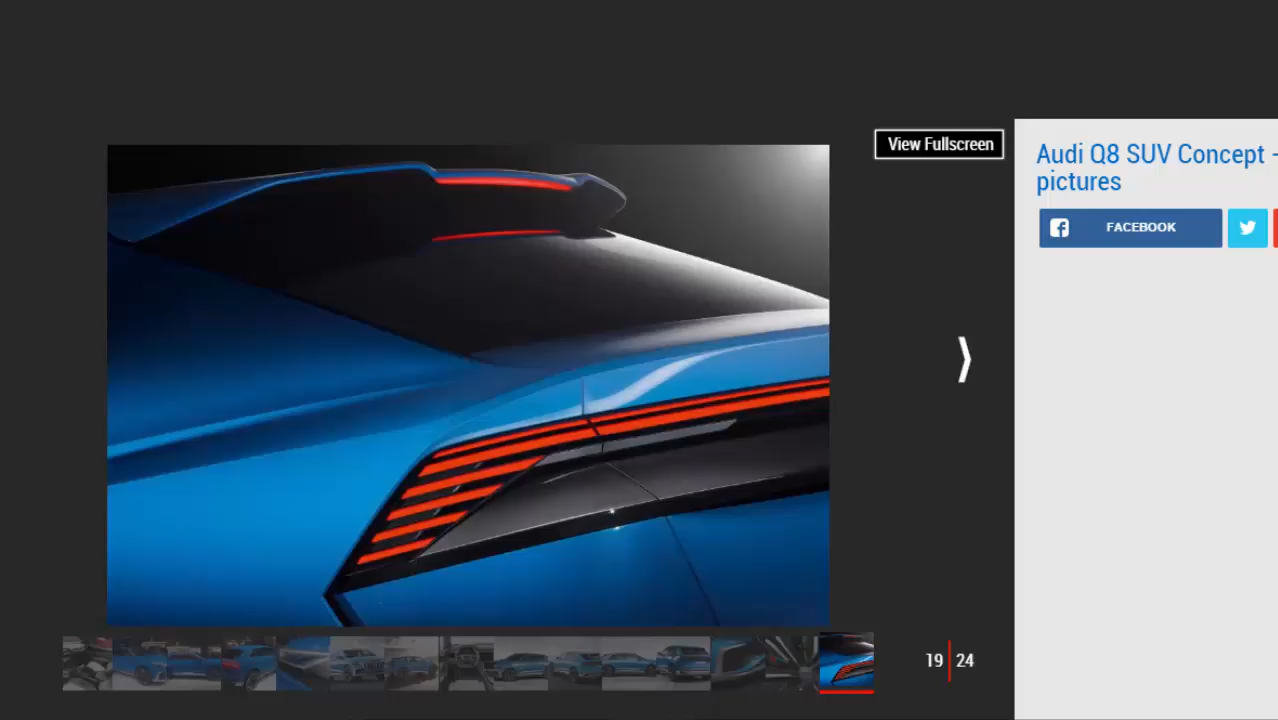 View Fullscreen
Audi Q8 SUV Concept -
pictures
FACEBOOK
19 24